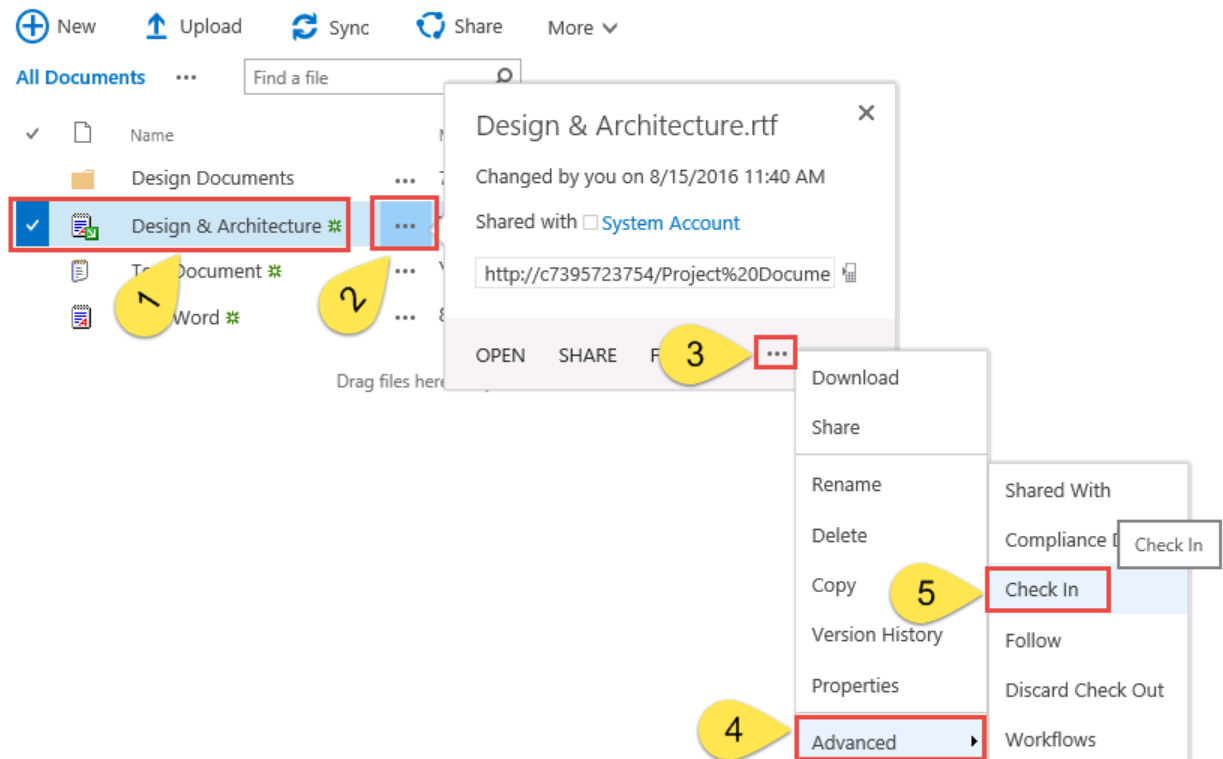 New Upload Sync Share More
All Documents ••• Find a file
Name
Design Documents •••
Design & Architecture •••
Document •••
Word •••
Drag files here
Design & Architecture.rtf
Changed by you on 8/15/2016 11:40 AM
Shared with System Account
http://c7395723754/Project%20Docume
OPEN SHARE F •••
1
2
3
Download
Share
Rename
Delete
Copy
Version History
Properties
4
Advanced
Shared With
Compliance
Check In
5
Check In
Follow
Discard Check Out
Workflows